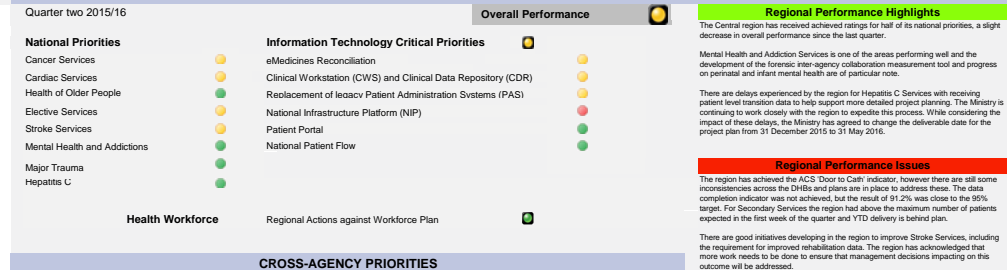 Quarter two 2015/16
Overall Performance
National Priorities
Cancer Services
Cardiac Services
Health of Older People
Elective Services
Stroke Services
Mental Health and Addictions
Major Trauma
Hepatitis C
Information Technology Critical Priorities
eMedicines Reconciliation
Clinical Workstation (CWS) and Clinical Data Repository (CDR)
Replacement of legacy Patient Administration Systems (PAS)
National Infrastructure Platform (NIP)
Patient Portal
National Patient Flow
Health Workforce
Regional Actions against Workforce Plan
CROSS-AGENCY PRIORITIES
Regional Performance Highlights
The Central region has received achieved ratings for half of its national priorities, a slight
decrease in overall performance since the last quarter.
Mental Health and Addiction Services is one of the areas performing well and the
development of the forensic inter-agency collaboration measurement tool and progress
on perinatal and infant mental health are of particular note.
There are delays experienced by the region for Hepatitis C Services with receiving
patient level transition data to help support more detailed project planning. The Ministry is
continuing to work closely with the region to expedite this process. While considering the
impact of these delays, the Ministry has agreed to change the deliverable date for the
project plan from 31 December 2015 to 31 May 2016.
Regional Performance Issues
The region has achieved the ACS 'Door to Cath' indicator, however there are still some
inconsistencies across the DHBs and plans are in place to address these. The data
completion indicator was not achieved, but the result of 91.2% was close to the 95%
target. For Secondary Services the region had above the maximum number of patients
expected in the first week of the quarter and YTD delivery is behind plan.
There are good initiatives developing in the region to improve Stroke Services, including
the requirement for improved rehabilitation data. The region has acknowledged that
more work needs to be done to ensure that management decisions impacting on this
outcome will be addressed.